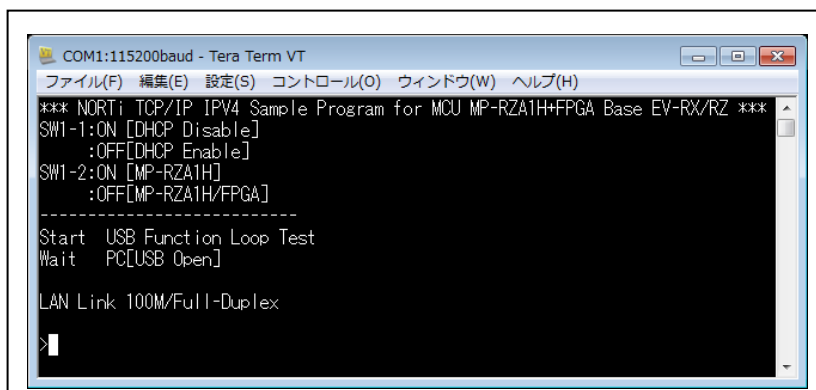 COM1:115200baud - Tera Term VT
ファイル(F) 編集(E) 設定(S) コントロール(O) ウィンドウ(W) ヘルプ(H)
*** NORTi TCP/IP IPV4 Sample Program for MCU MP-RZA1H+FPGA Base EV-RX/RZ ***
SW1-1:ON [DHCP Disable]
:OFF[DHCP Enable]
SW1-2:ON [MP-RZA1H]
:OFF[MP-RZA1H/FPGA]
---------------------------
Start USB Function Loop Test
Wait PC[USB Open]
LAN Link 100M/Full-Duplex
>